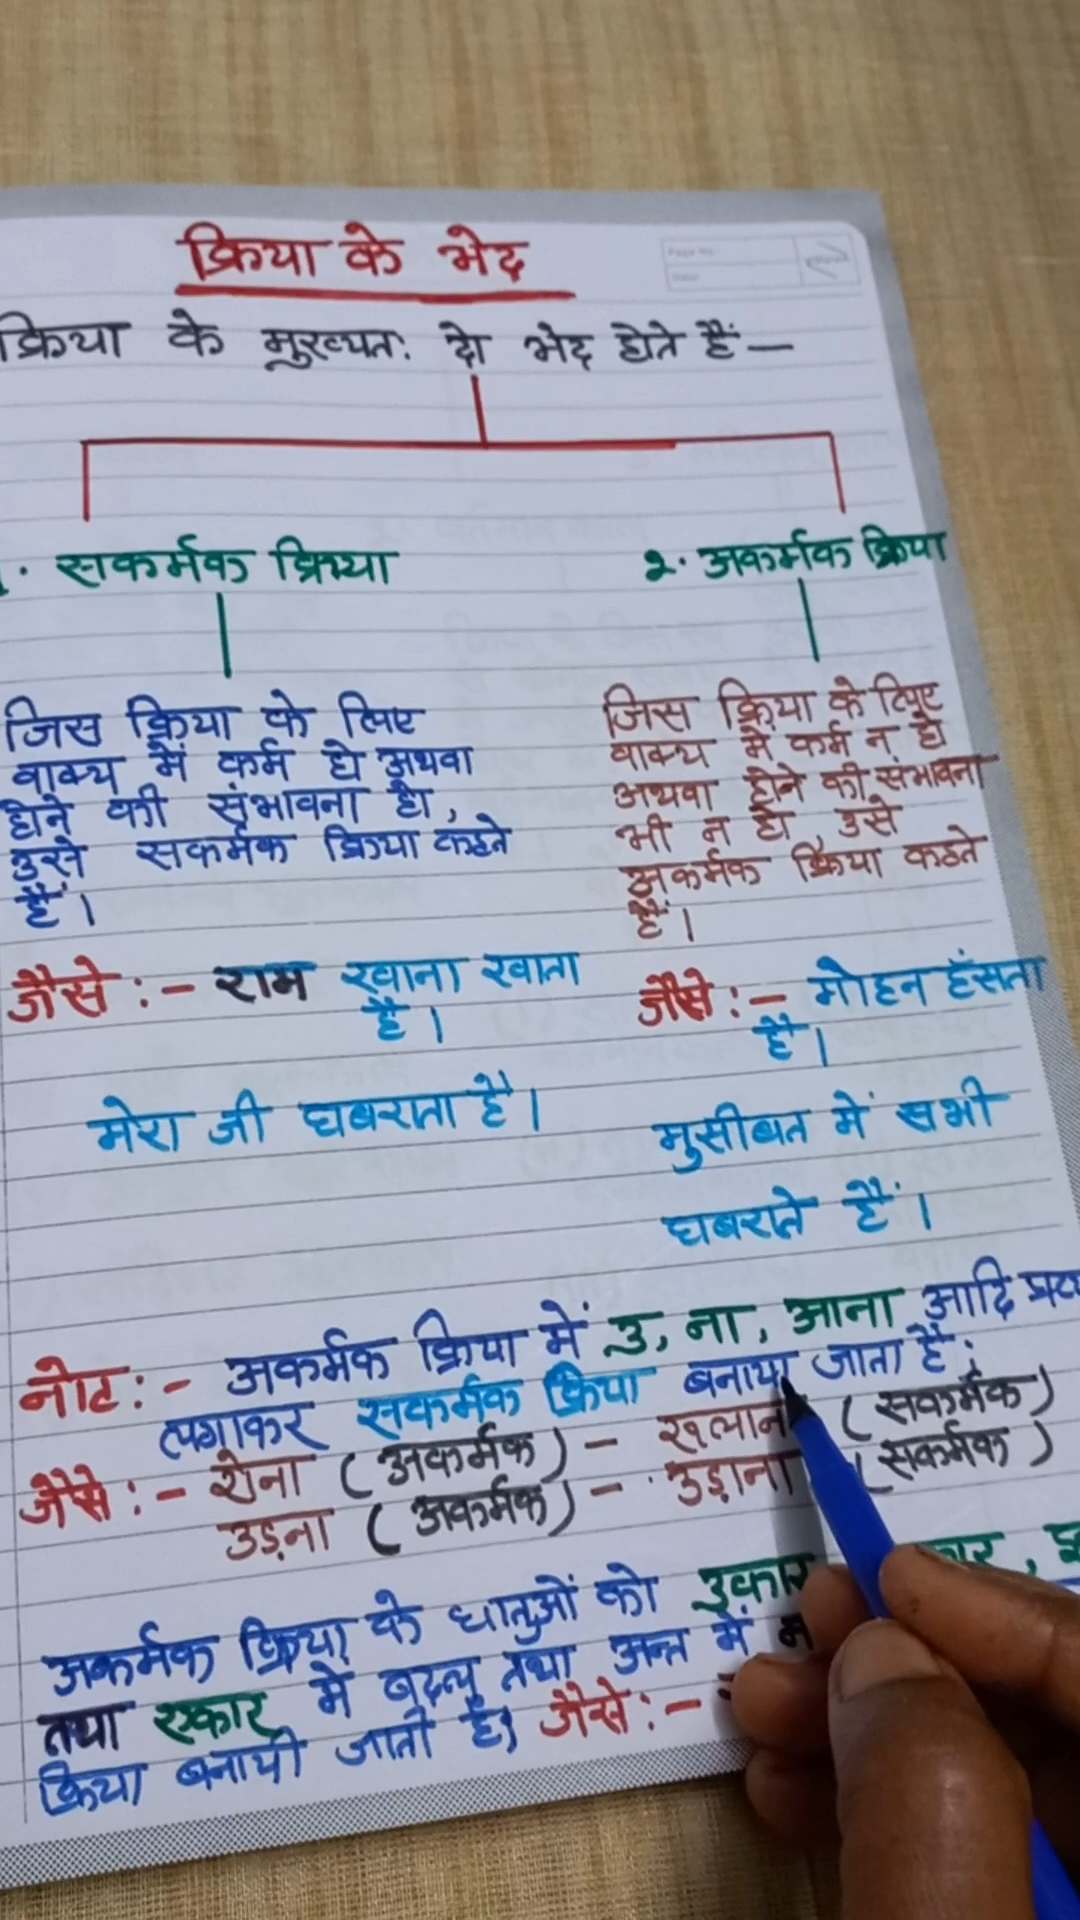 क्रिया के भेद
क्रिया के मुख्यत: दो भेद होते हैं —
सकर्मक क्रिया
जिस क्रिया के लिए
वाक्य में कर्म हो अथवा
होने की संभावना हो,
उसे सकर्मक क्रिया कहते
हैं।
जैसे :- राम खाना खाता
है।
मेरा जी घबराता है।
२. अकर्मक क्रिया
जिस क्रिया के लिए
वाक्य में कर्म न हो
अथवा होने की संभावना
भी न हो, उसे
अकर्मक क्रिया कहते
हैं।
जैसे :- मोहन हँसता
है।
मुसीबत में सभी
घबराते हैं।
नोट :- अकर्मक क्रिया में उ, ना, आना आदि
लगाकर सकर्मक क्रिया बनाया जाता है;
जैसे :- रोना (अकर्मक) - (सकर्मक)
उड़ना (अकर्मक) - उड़ाना (सकर्मक)
अकर्मक क्रिया के धातुओं को उकार
तथा एकार में बदल तथा अन्त में
क्रिया बनायी जाती है, जैसे :-